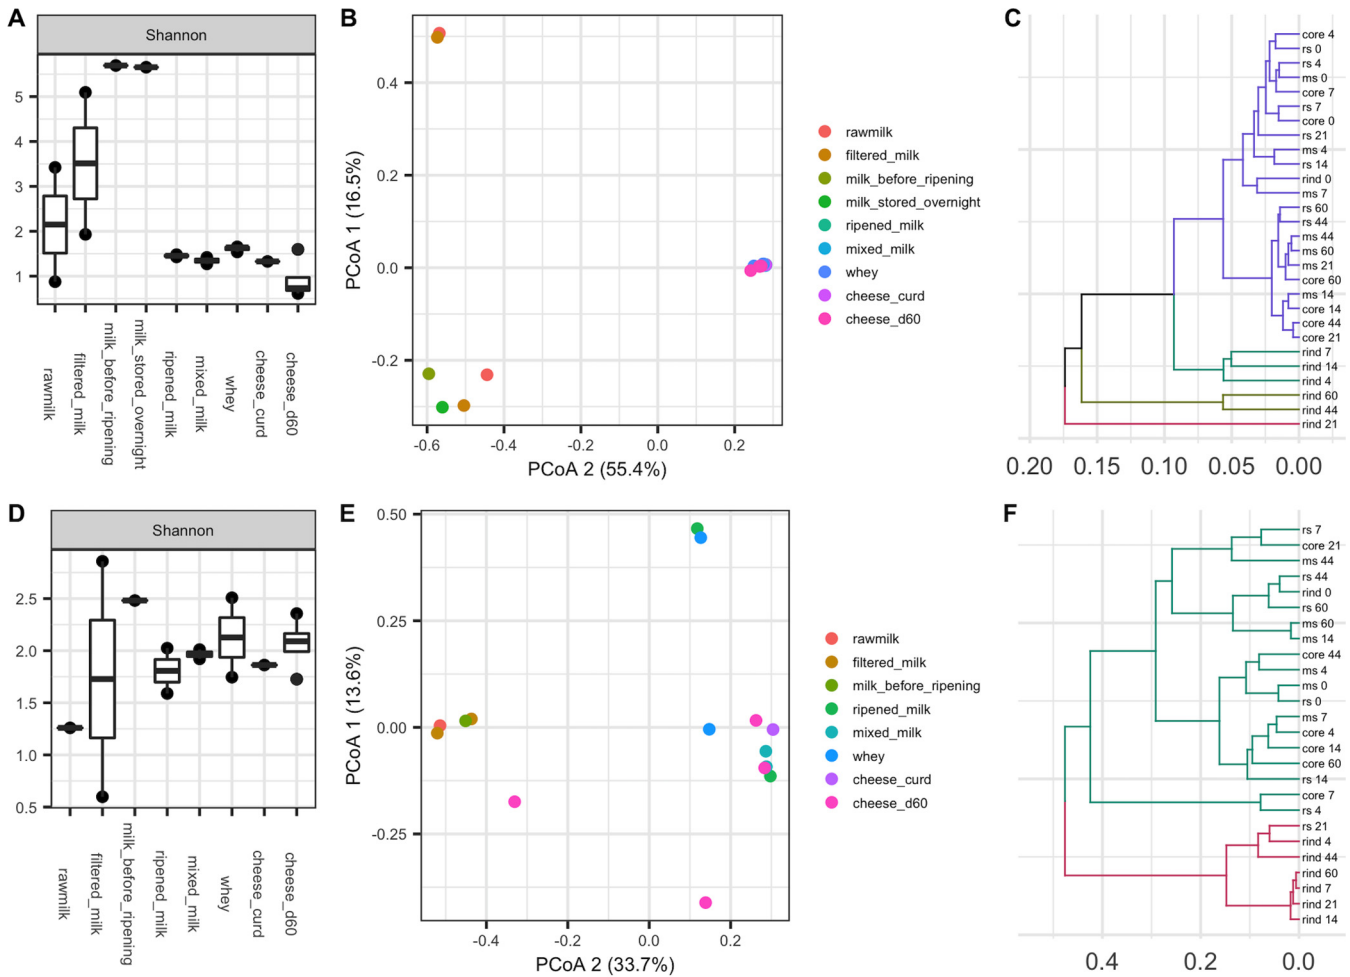 A
Shannon
5
4
3
2
1
rawmilk
filtered_milk
milk_before_ripening
milk_stored_overnight
ripened_milk
mixed_milk
whey
cheese_curd
cheese_d60
B
PCoA 1 (16.5%)
0.4
0.2
0.0
-0.2
-0.6
-0.4
-0.2
0.0
0.2
PCoA 2 (55.4%)
rawmilk
filtered_milk
milk_before_ripening
milk_stored_overnight
ripened_milk
mixed_milk
whey
cheese_curd
cheese_d60
C
core 4
rs 0
rs 4
ms 0
core 7
rs 7
core 0
rs 21
ms 4
rs 14
rind 0
ms 7
rs 60
rs 44
ms 44
ms 60
ms 21
core 60
ms 14
core 14
core 44
core 21
rind 7
rind 14
rind 4
rind 60
rind 44
rind 21
0.20 0.15 0.10 0.05 0.00
D
Shannon
2.5
2.0
1.5
1.0
0.5
rawmilk
filtered_milk
milk_before_ripening
ripened_milk
mixed_milk
whey
cheese_curd
cheese_d60
E
PCoA 1 (13.6%)
0.50
0.25
0.00
-0.25
-0.4
-0.2
0.0
0.2
PCoA 2 (33.7%)
rawmilk
filtered_milk
milk_before_ripening
ripened_milk
mixed_milk
whey
cheese_curd
cheese_d60
F
rs 7
core 21
ms 44
rs 44
rind 0
rs 60
ms 60
ms 14
core 44
ms 4
ms 0
rs 0
ms 7
core 4
core 14
core 60
rs 14
core 7
rs 4
rs 21
rind 4
rind 44
rind 60
rind 7
rind 21
rind 14
0.4 0.2 0.0